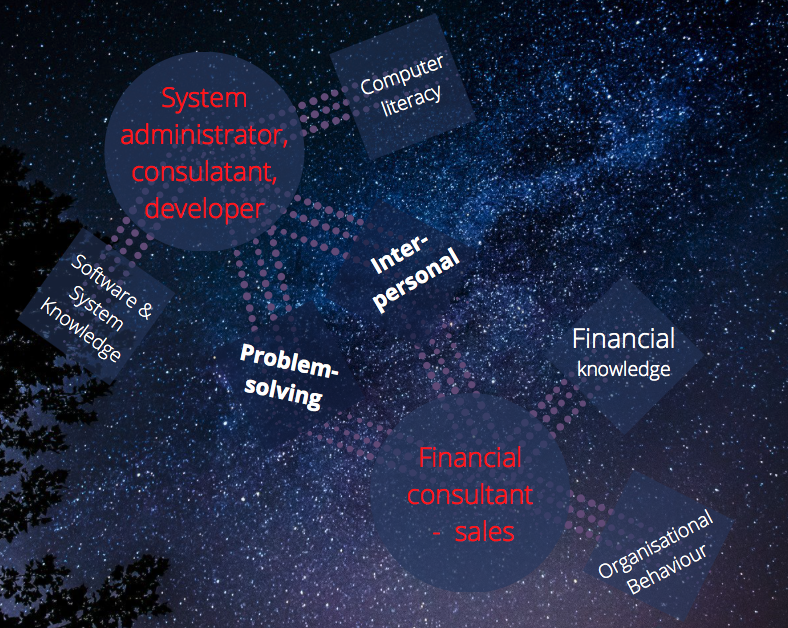 System
administrator,
consulatant,
developer
Computer
literacy
Inter-
personal
Software &
System
Knowledge
Problem-
solving
Financial
knowledge
Financial
consultant
- sales
Organisational
Behaviour